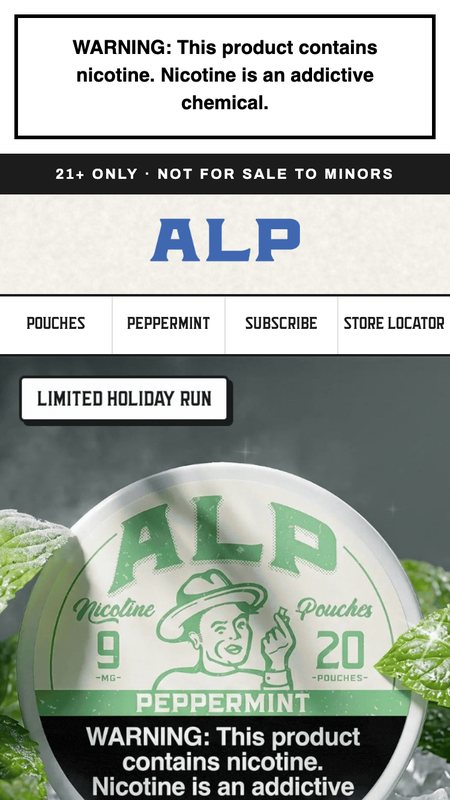 WARNING: This product contains
nicotine. Nicotine is an addictive
chemical.
21+ ONLY · NOT FOR SALE TO MINORS
ALP
POUCHES PEPPERMINT SUBSCRIBE STORE LOCATOR
LIMITED HOLIDAY RUN
ALP
Nicotine Pouches
9 20
-MG- -POUCHES-
PEPPERMINT
WARNING: This product
contains nicotine.
Nicotine is an addictive